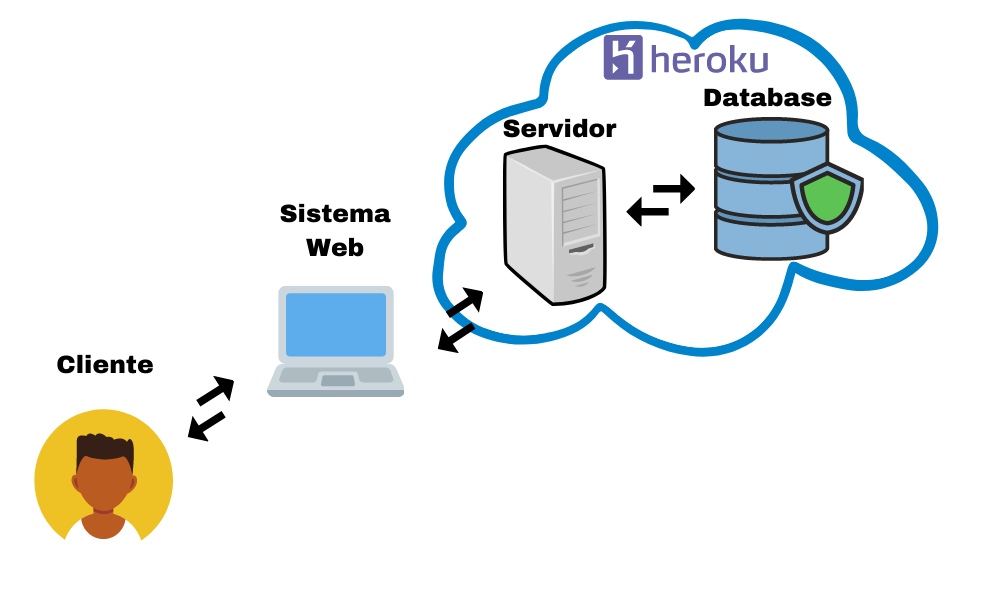 heroku
Database
Servidor
Sistema
Web
Cliente